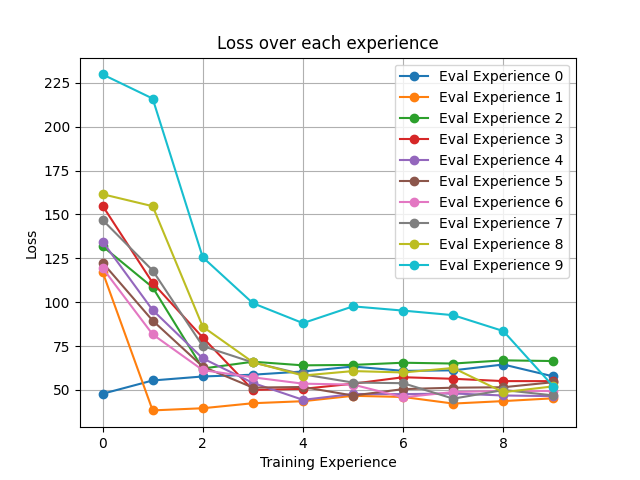 Loss over each experience
Loss
225
200
175
150
125
100
75
50
0
2
4
6
8
Training Experience
Eval Experience 0
Eval Experience 1
Eval Experience 2
Eval Experience 3
Eval Experience 4
Eval Experience 5
Eval Experience 6
Eval Experience 7
Eval Experience 8
Eval Experience 9